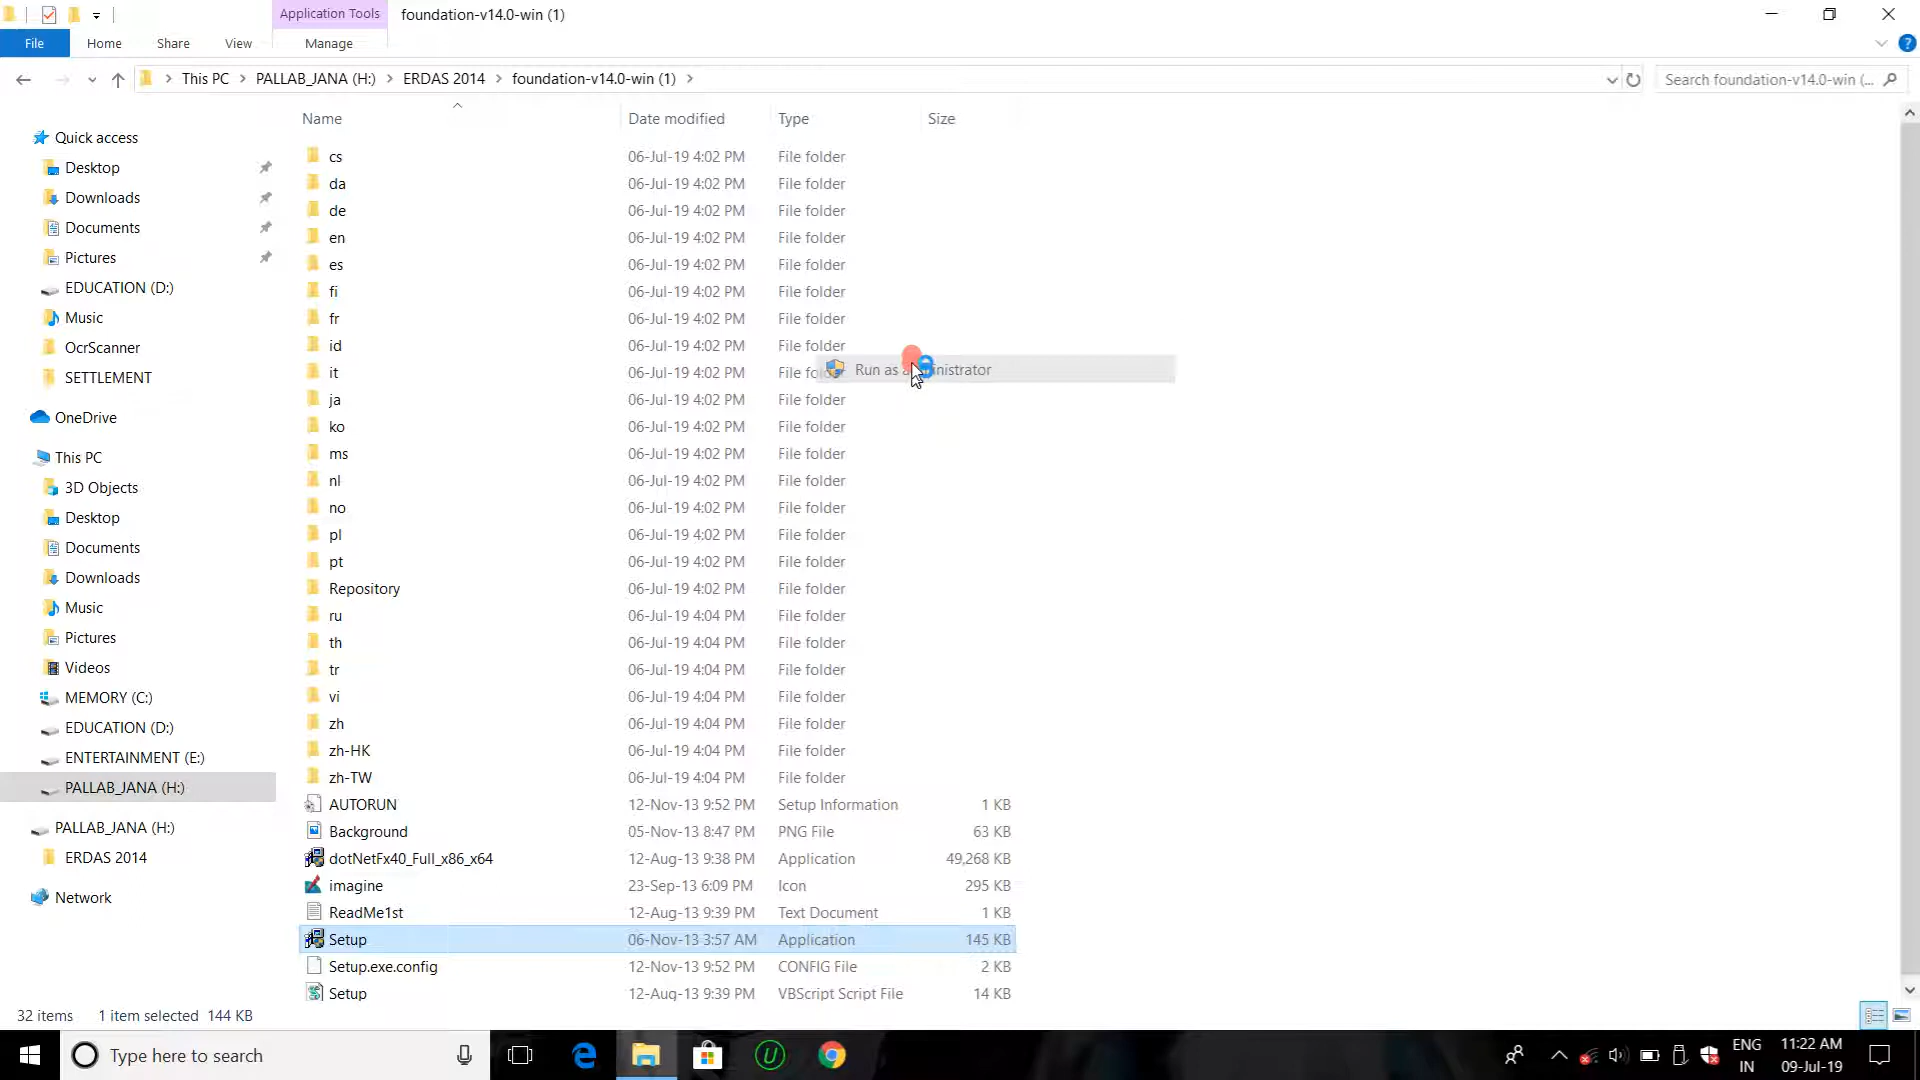 Application Tools
foundation-v14.0-win (1)
File
Home
Share
View
Manage
This PC
PALLAB_JANA (H:)
ERDAS 2014
foundation-v14.0-win (1)
Search foundation-v14.0-win (...
Name
Date modified
Type
Size
Quick access
Desktop
Downloads
Documents
Pictures
EDUCATION (D:)
Music
OcrScanner
SETTLEMENT
OneDrive
This PC
3D Objects
Desktop
Documents
Downloads
Music
Pictures
Videos
MEMORY (C:)
EDUCATION (D:)
ENTERTAINMENT (E:)
PALLAB_JANA (H:)
PALLAB_JANA (H:)
ERDAS 2014
Network
cs 06-Jul-19 4:02 PM File folder
da 06-Jul-19 4:02 PM File folder
de 06-Jul-19 4:02 PM File folder
en 06-Jul-19 4:02 PM File folder
es 06-Jul-19 4:02 PM File folder
fi 06-Jul-19 4:02 PM File folder
fr 06-Jul-19 4:02 PM File folder
id 06-Jul-19 4:02 PM File folder
Run as administrator
it 06-Jul-19 4:02 PM File
ja 06-Jul-19 4:02 PM File folder
ko 06-Jul-19 4:02 PM File folder
ms 06-Jul-19 4:02 PM File folder
nl 06-Jul-19 4:02 PM File folder
no 06-Jul-19 4:02 PM File folder
pl 06-Jul-19 4:02 PM File folder
pt 06-Jul-19 4:02 PM File folder
Repository 06-Jul-19 4:02 PM File folder
ru 06-Jul-19 4:04 PM File folder
th 06-Jul-19 4:04 PM File folder
tr 06-Jul-19 4:04 PM File folder
vi 06-Jul-19 4:04 PM File folder
zh 06-Jul-19 4:04 PM File folder
zh-HK 06-Jul-19 4:04 PM File folder
zh-TW 06-Jul-19 4:04 PM File folder
AUTORUN 12-Nov-13 9:52 PM Setup Information 1 KB
Background 05-Nov-13 8:47 PM PNG File 63 KB
dotNetFx40_Full_x86_x64 12-Aug-13 9:38 PM Application 49,268 KB
imagine 23-Sep-13 6:09 PM Icon 295 KB
ReadMe1st 12-Aug-13 9:39 PM Text Document 1 KB
Setup 06-Nov-13 3:57 AM Application 145 KB
Setup.exe.config 12-Nov-13 9:52 PM CONFIG File 2 KB
Setup 12-Aug-13 9:39 PM VBScript Script File 14 KB
32 items 1 item selected 144 KB
Type here to search
ENG
IN
11:22 AM
09-Jul-19